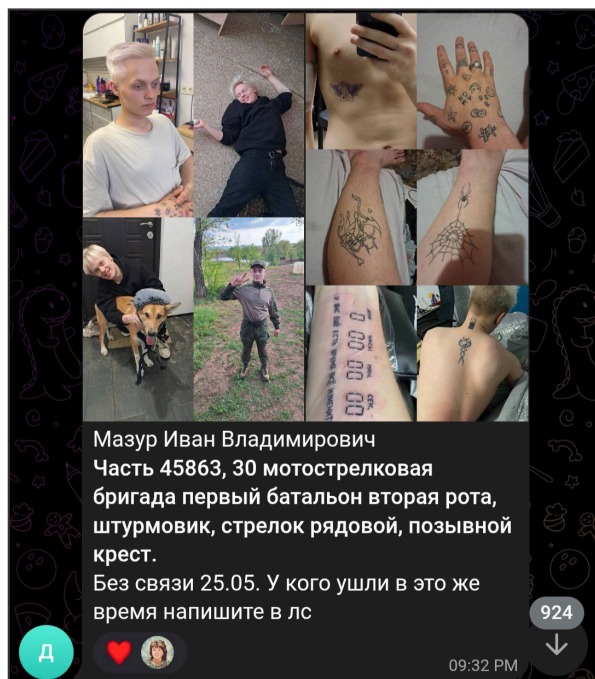 Мазур Иван Владимирович
Часть 45863, 30 мотострелковая
бригада первый батальон вторая рота,
штурмовик, стрелок рядовой, позывной
крест.
Без связи 25.05. У кого ушли в это же
время напишите в лс
924
Д
09:32 PM